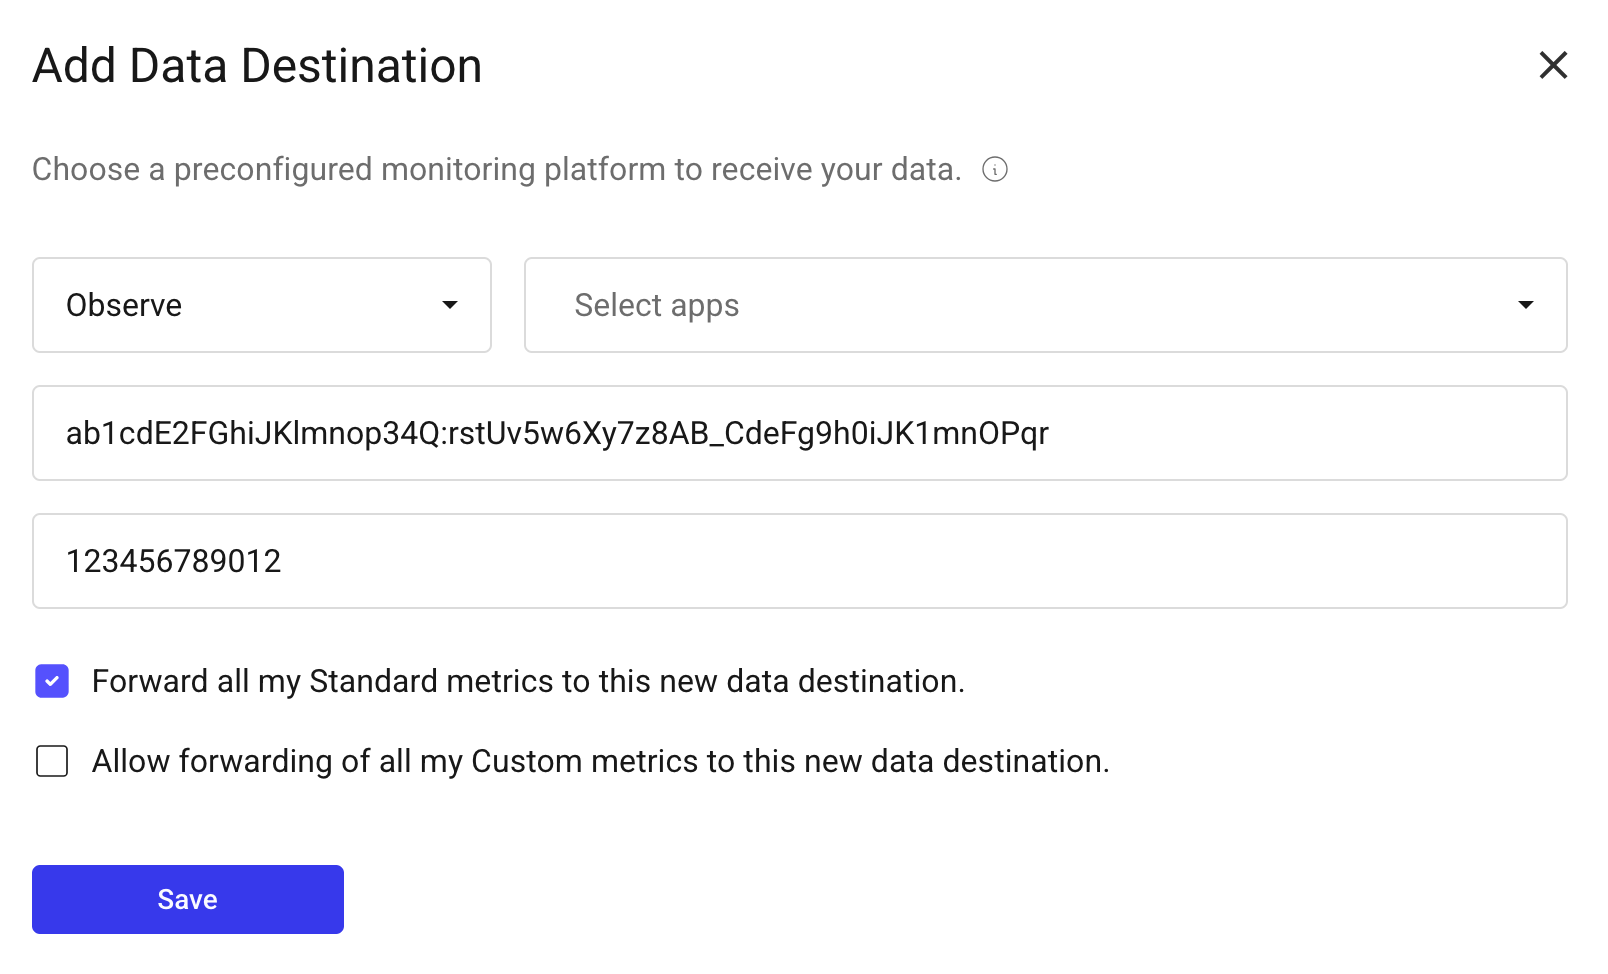 Add Data Destination
Choose a preconfigured monitoring platform to receive your data.
Observe
Select apps
ab1cdE2FGhiJKlmnop34Q:rstUv5w6Xy7z8AB_CdeFg9h0iJK1mnOPqr
123456789012
Forward all my Standard metrics to this new data destination.
Allow forwarding of all my Custom metrics to this new data destination.
Save